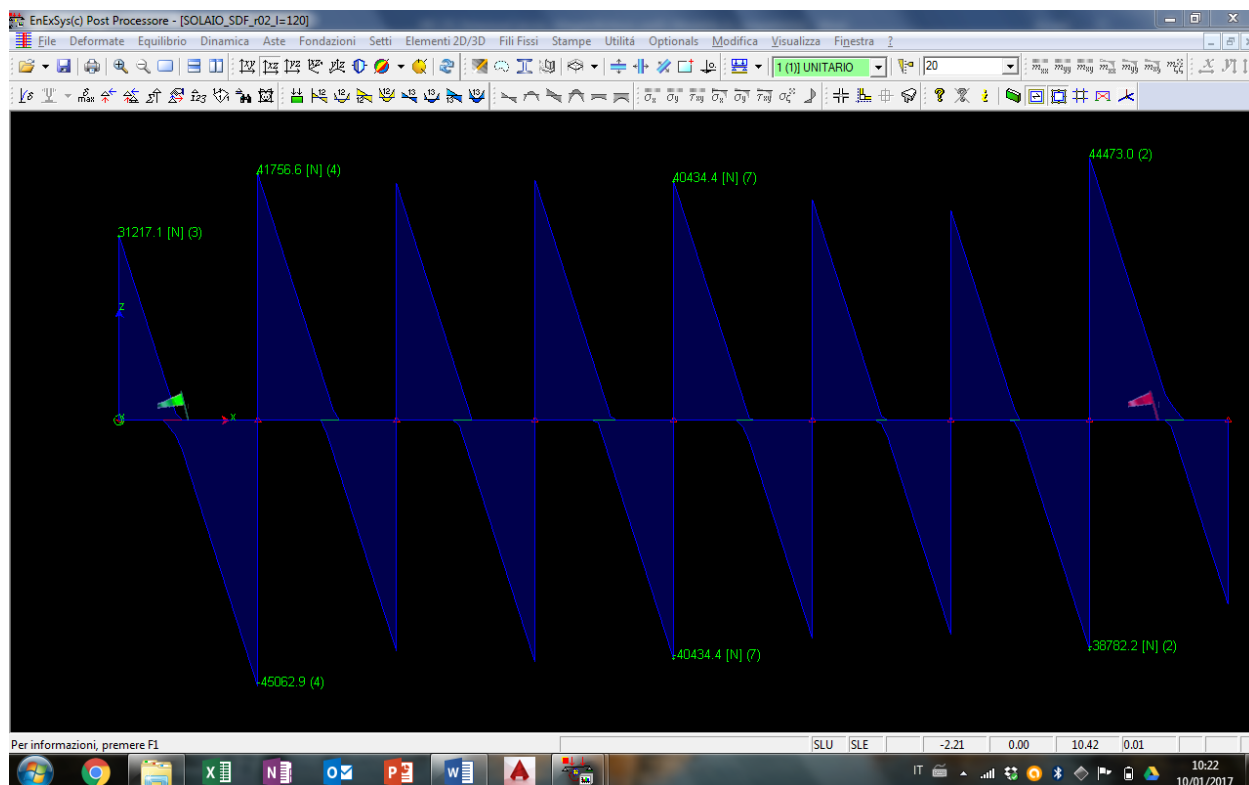 EnExSys(c) Post Processore - [SOLAIO_SDF_r02_l=120]
File Deformate Equilibrio Dinamica Aste Fondazioni Setti Elementi 2D/3D Fili Fissi Stampe Utilitá Optionals Modifica Visualizza Finestra ?
1 (1)] UNITARIO 20
44473.0 (2)
41756.6 [N] (4)
40434.4 [N] (7)
31217.1 [N] (3)
z
x
-38782.2 [N] (2)
-40434.4 [N] (7)
-45062.9 (4)
Per informazioni, premere F1 SLU SLE -2.21 0.00 10.42 0.01
IT 10:22
10/01/2017